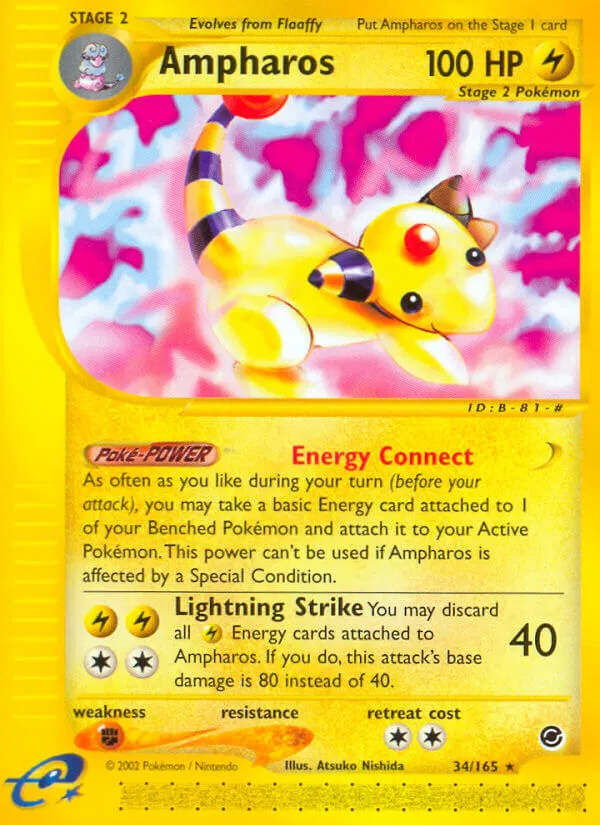 STAGE 2
Evolves from Flaaffy
Put Ampharos on the Stage 1 card
Ampharos
100 HP
Stage 2 Pokémon
ID:B-81-#
Poké-POWER
Energy Connect
As often as you like during your turn (before your
attack), you may take a basic Energy card attached to 1
of your Benched Pokémon and attach it to your Active
Pokémon. This power can't be used if Ampharos is
affected by a Special Condition.
Lightning Strike You may discard
all Energy cards attached to
Ampharos. If you do, this attack's base
damage is 80 instead of 40.
40
weakness
resistance
retreat cost
© 2002 Pokémon / Nintendo
Illus. Atsuko Nishida
34/165 ★
e